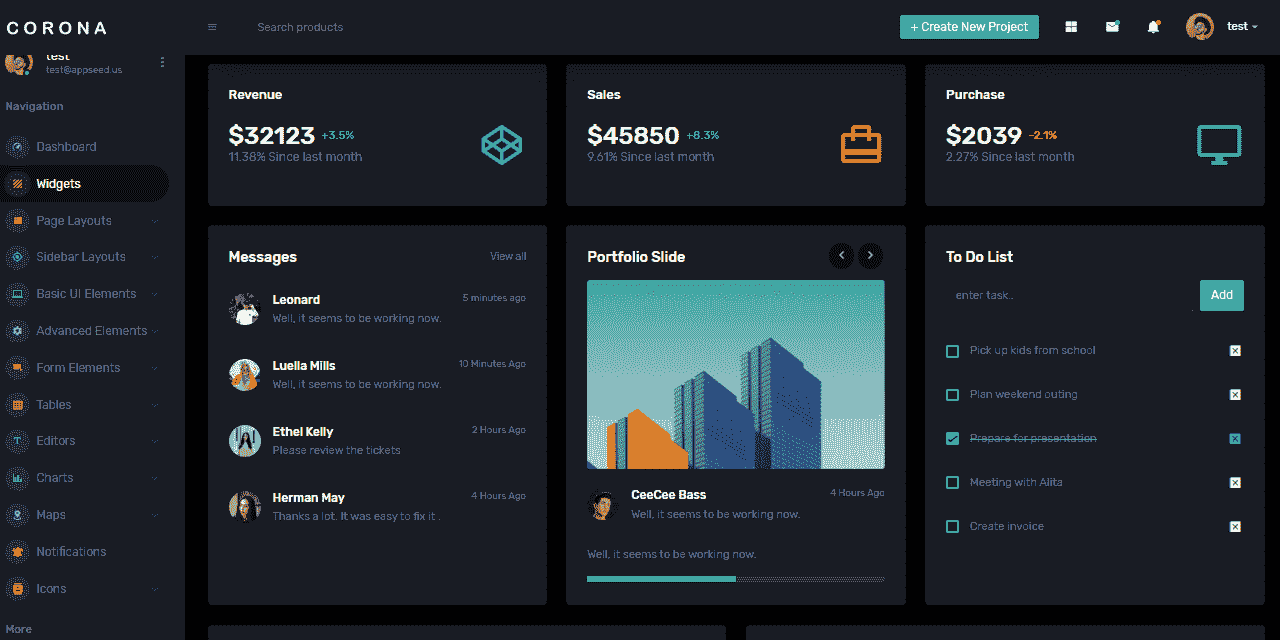 CORONA
Search products
+ Create New Project
test
test
test@appseed.us
Navigation
Dashboard
Widgets
Page Layouts
Sidebar Layouts
Basic UI Elements
Advanced Elements
Form Elements
Tables
Editors
Charts
Maps
Notifications
Icons
More
Revenue
$32123 +3.5%
11.38% Since last month
Sales
$45850 +8.3%
9.61% Since last month
Purchase
$2039 -2.1%
2.27% Since last month
Messages
View all
Leonard
5 minutes ago
Well, it seems to be working now.
Luella Mills
10 Minutes Ago
Well, it seems to be working now.
Ethel Kelly
2 Hours Ago
Please review the tickets
Herman May
4 Hours Ago
Thanks a lot. It was easy to fix it .
Portfolio Slide
CeeCee Bass
4 Hours Ago
Well, it seems to be working now.
Well, it seems to be working now.
To Do List
enter task..
Add
Pick up kids from school
Plan weekend outing
Prepare for presentation
Meeting with Alita
Create invoice